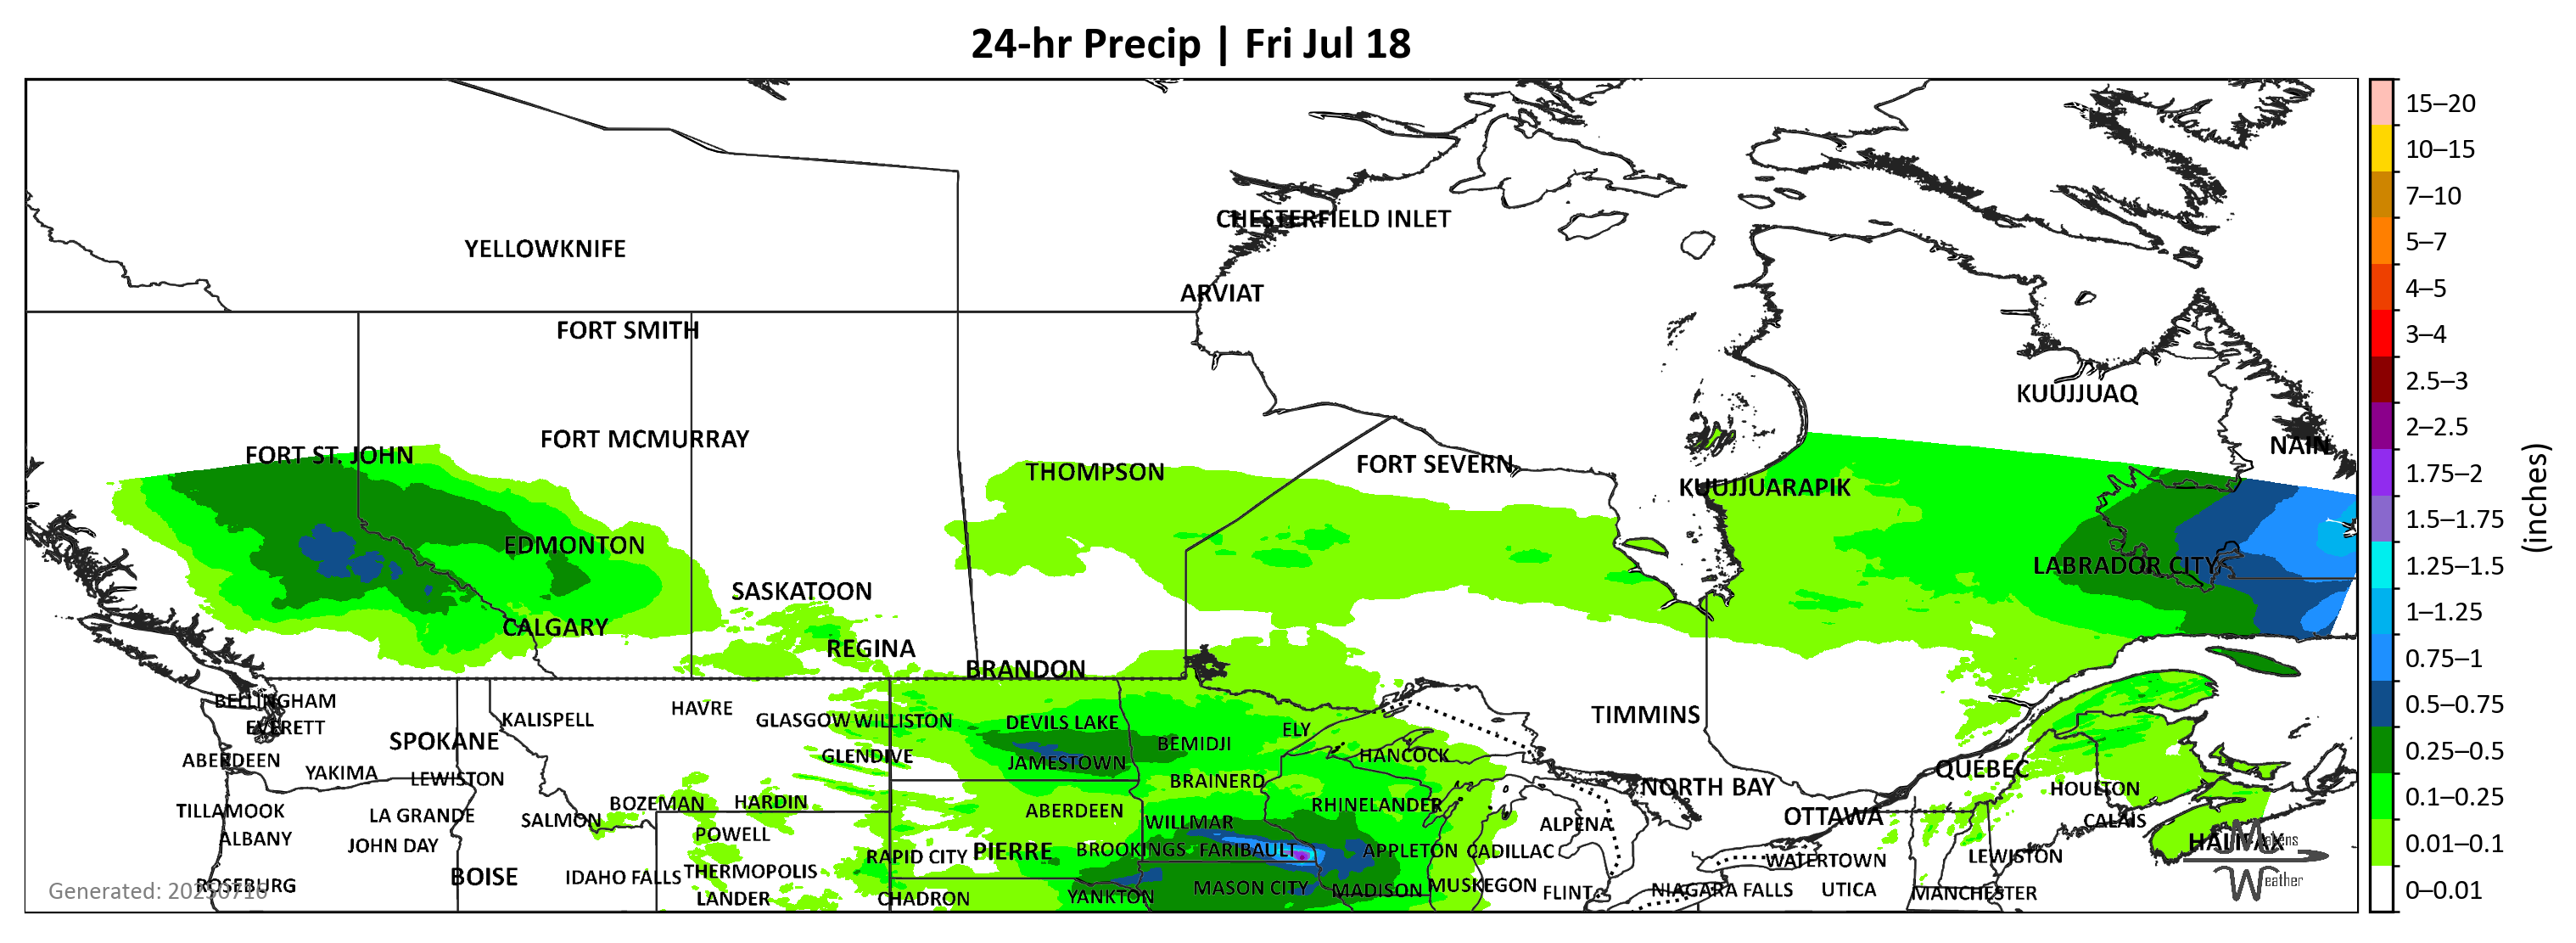 24-hr Precip | Fri Jul 18
YELLOWKNIFE
CHESTERFIELD INLET
ARVIAT
FORT SMITH
KUUJJUAQ
FORT ST. JOHN
FORT MCMURRAY
THOMPSON
FORT SEVERN
KUUJJUARAPIK
NAIN
EDMONTON
SASKATOON
LABRADOR CITY
CALGARY
REGINA
BRANDON
BELLINGHAM
EVERETT
KALISPELL
HAVRE
GLASGOW
WILLISTON
DEVILS LAKE
ELY
TIMMINS
SPOKANE
ABERDEEN
YAKIMA
LEWISTON
GLENDIVE
JAMESTOWN
BEMIDJI
HANCOCK
BRAINERD
NORTH BAY
QUÉBEC
HOULTON
TILLAMOOK
LA GRANDE
SALMON
BOZEMAN
HARDIN
ABERDEEN
RHINELANDER
WILLMAR
ALPENA
OTTAWA
CALAIS
ALBANY
JOHN DAY
POWELL
RAPID CITY
PIERRE
BROOKINGS
FARIBAULT
APPLETON
CADILLAC
WATERTOWN
LEWISTON
HALIFAX
ROSEBURG
BOISE
IDAHO FALLS
THERMOPOLIS
LANDER
CHADRON
YANKTON
MASON CITY
MADISON
MUSKEGON
FLINT
NIAGARA FALLS
UTICA
MANCHESTER
Generated: 20250716
Weather
15–20
10–15
7–10
5–7
4–5
3–4
2.5–3
2–2.5
1.75–2
1.5–1.75
1.25–1.5
1–1.25
0.75–1
0.5–0.75
0.25–0.5
0.1–0.25
0.01–0.1
0–0.01
(inches)